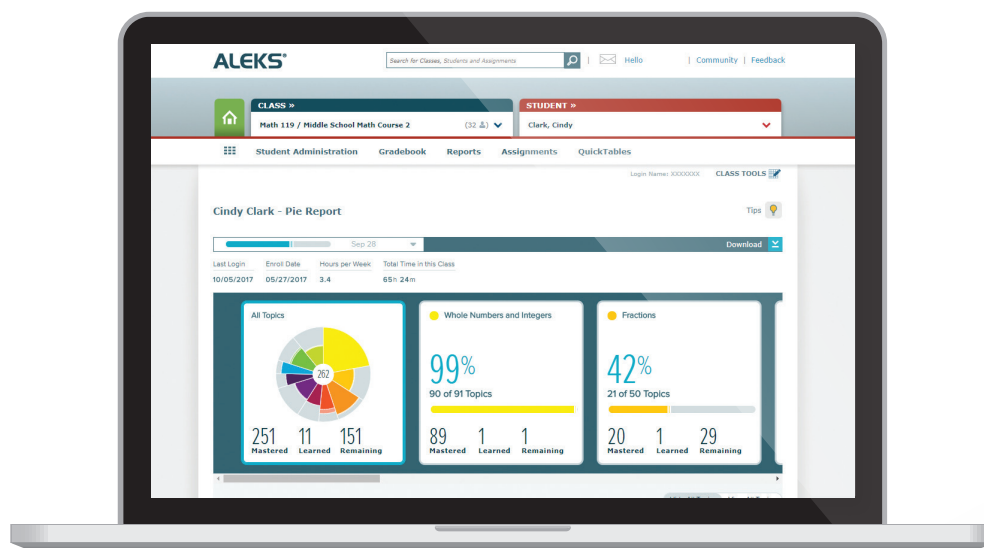 ALEKS®
Search for Classes, Students and Assignments
Hello | Community | Feedback
CLASS »
STUDENT »
Math 119 / Middle School Math Course 2 (32)
Clark, Cindy
Student Administration Gradebook Reports Assignments QuickTables
Login Name: XXXXXXX CLASS TOOLS
Cindy Clark - Pie Report
Tips
Sep 28
Download
Last Login Enroll Date Hours per Week Total Time in this Class
10/05/2017 05/27/2017 3.4 65h 24m
All Topics
262
251 11 151
Mastered Learned Remaining
Whole Numbers and Integers
99%
90 of 91 Topics
89 1 1
Mastered Learned Remaining
Fractions
42%
21 of 50 Topics
20 1 29
Mastered Learned Remaining